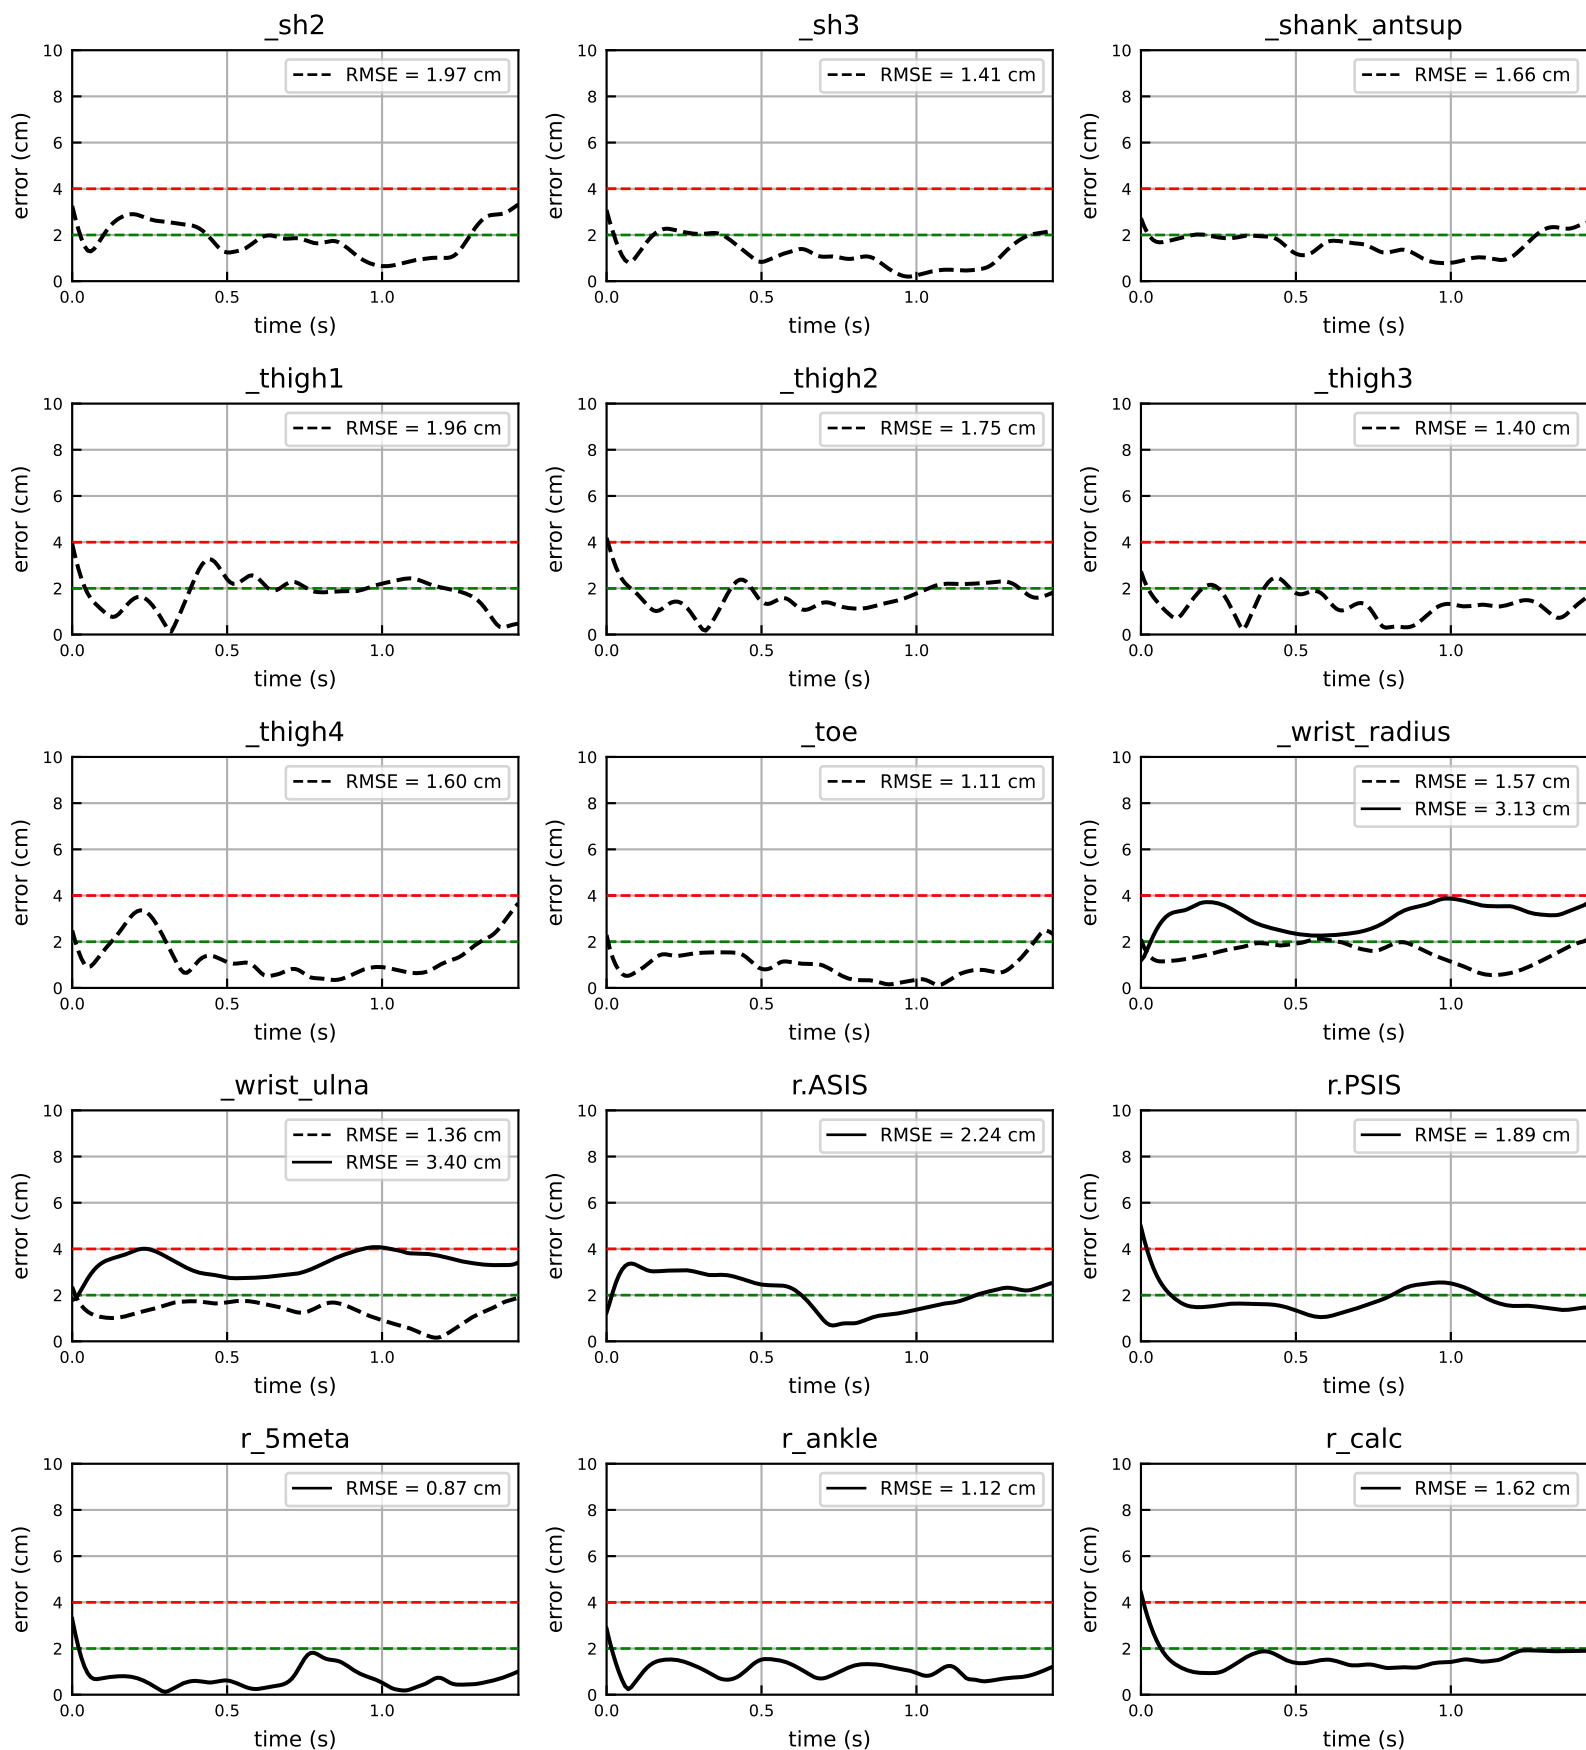 _sh2
_sh3
_shank_antsup
10
8
6
4
2
0
error (cm)
RMSE = 1.97 cm
0.0
0.5
1.0
time (s)
10
8
6
4
2
0
error (cm)
RMSE = 1.41 cm
0.0
0.5
1.0
time (s)
10
8
6
4
2
0
error (cm)
RMSE = 1.66 cm
0.0
0.5
1.0
time (s)
_thigh1
_thigh2
_thigh3
10
8
6
4
2
0
error (cm)
RMSE = 1.96 cm
0.0
0.5
1.0
time (s)
10
8
6
4
2
0
error (cm)
RMSE = 1.75 cm
0.0
0.5
1.0
time (s)
10
8
6
4
2
0
error (cm)
RMSE = 1.40 cm
0.0
0.5
1.0
time (s)
_thigh4
_toe
_wrist_radius
10
8
6
4
2
0
error (cm)
RMSE = 1.60 cm
0.0
0.5
1.0
time (s)
10
8
6
4
2
0
error (cm)
RMSE = 1.11 cm
0.0
0.5
1.0
time (s)
10
8
6
4
2
0
error (cm)
RMSE = 1.57 cm
RMSE = 3.13 cm
0.0
0.5
1.0
time (s)
_wrist_ulna
r.ASIS
r.PSIS
10
8
6
4
2
0
error (cm)
RMSE = 1.36 cm
RMSE = 3.40 cm
0.0
0.5
1.0
time (s)
10
8
6
4
2
0
error (cm)
RMSE = 2.24 cm
0.0
0.5
1.0
time (s)
10
8
6
4
2
0
error (cm)
RMSE = 1.89 cm
0.0
0.5
1.0
time (s)
r_5meta
r_ankle
r_calc
10
8
6
4
2
0
error (cm)
RMSE = 0.87 cm
0.0
0.5
1.0
time (s)
10
8
6
4
2
0
error (cm)
RMSE = 1.12 cm
0.0
0.5
1.0
time (s)
10
8
6
4
2
0
error (cm)
RMSE = 1.62 cm
0.0
0.5
1.0
time (s)